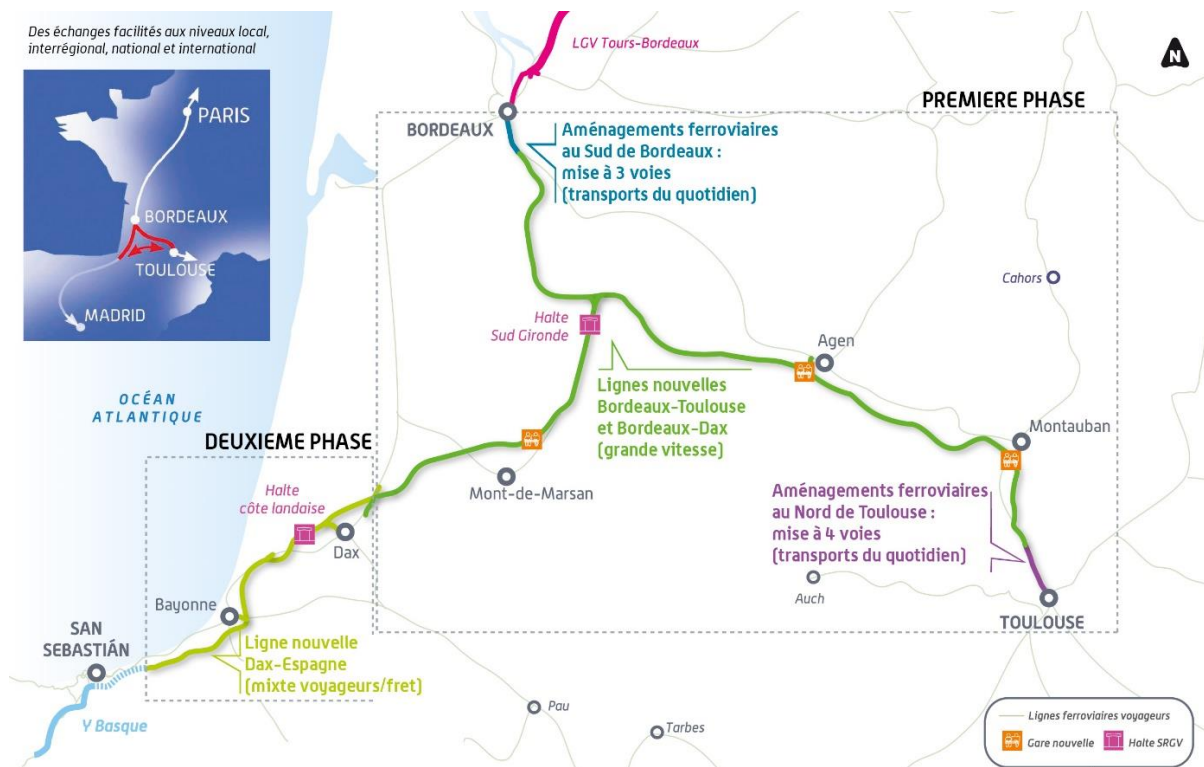 Des échanges facilités aux niveaux local,
interrégional, national et international
PARIS
BORDEAUX
TOULOUSE
MADRID
LGV Tours-Bordeaux
N
PREMIERE PHASE
BORDEAUX
Aménagements ferroviaires
au Sud de Bordeaux :
mise à 3 voies
(transports du quotidien)
Cahors
Halte
Sud Gironde
Agen
OCÉAN
ATLANTIQUE
Lignes nouvelles
Bordeaux-Toulouse
et Bordeaux-Dax
(grande vitesse)
Montauban
DEUXIEME PHASE
Mont-de-Marsan
Halte
côte landaise
Dax
Aménagements ferroviaires
au Nord de Toulouse :
mise à 4 voies
(transports du quotidien)
Auch
Bayonne
TOULOUSE
SAN
SEBASTIÁN
Ligne nouvelle
Dax-Espagne
(mixte voyageurs/fret)
Y Basque
Pau
Tarbes
Lignes ferroviaires voyageurs
Gare nouvelle
Halte SRGV